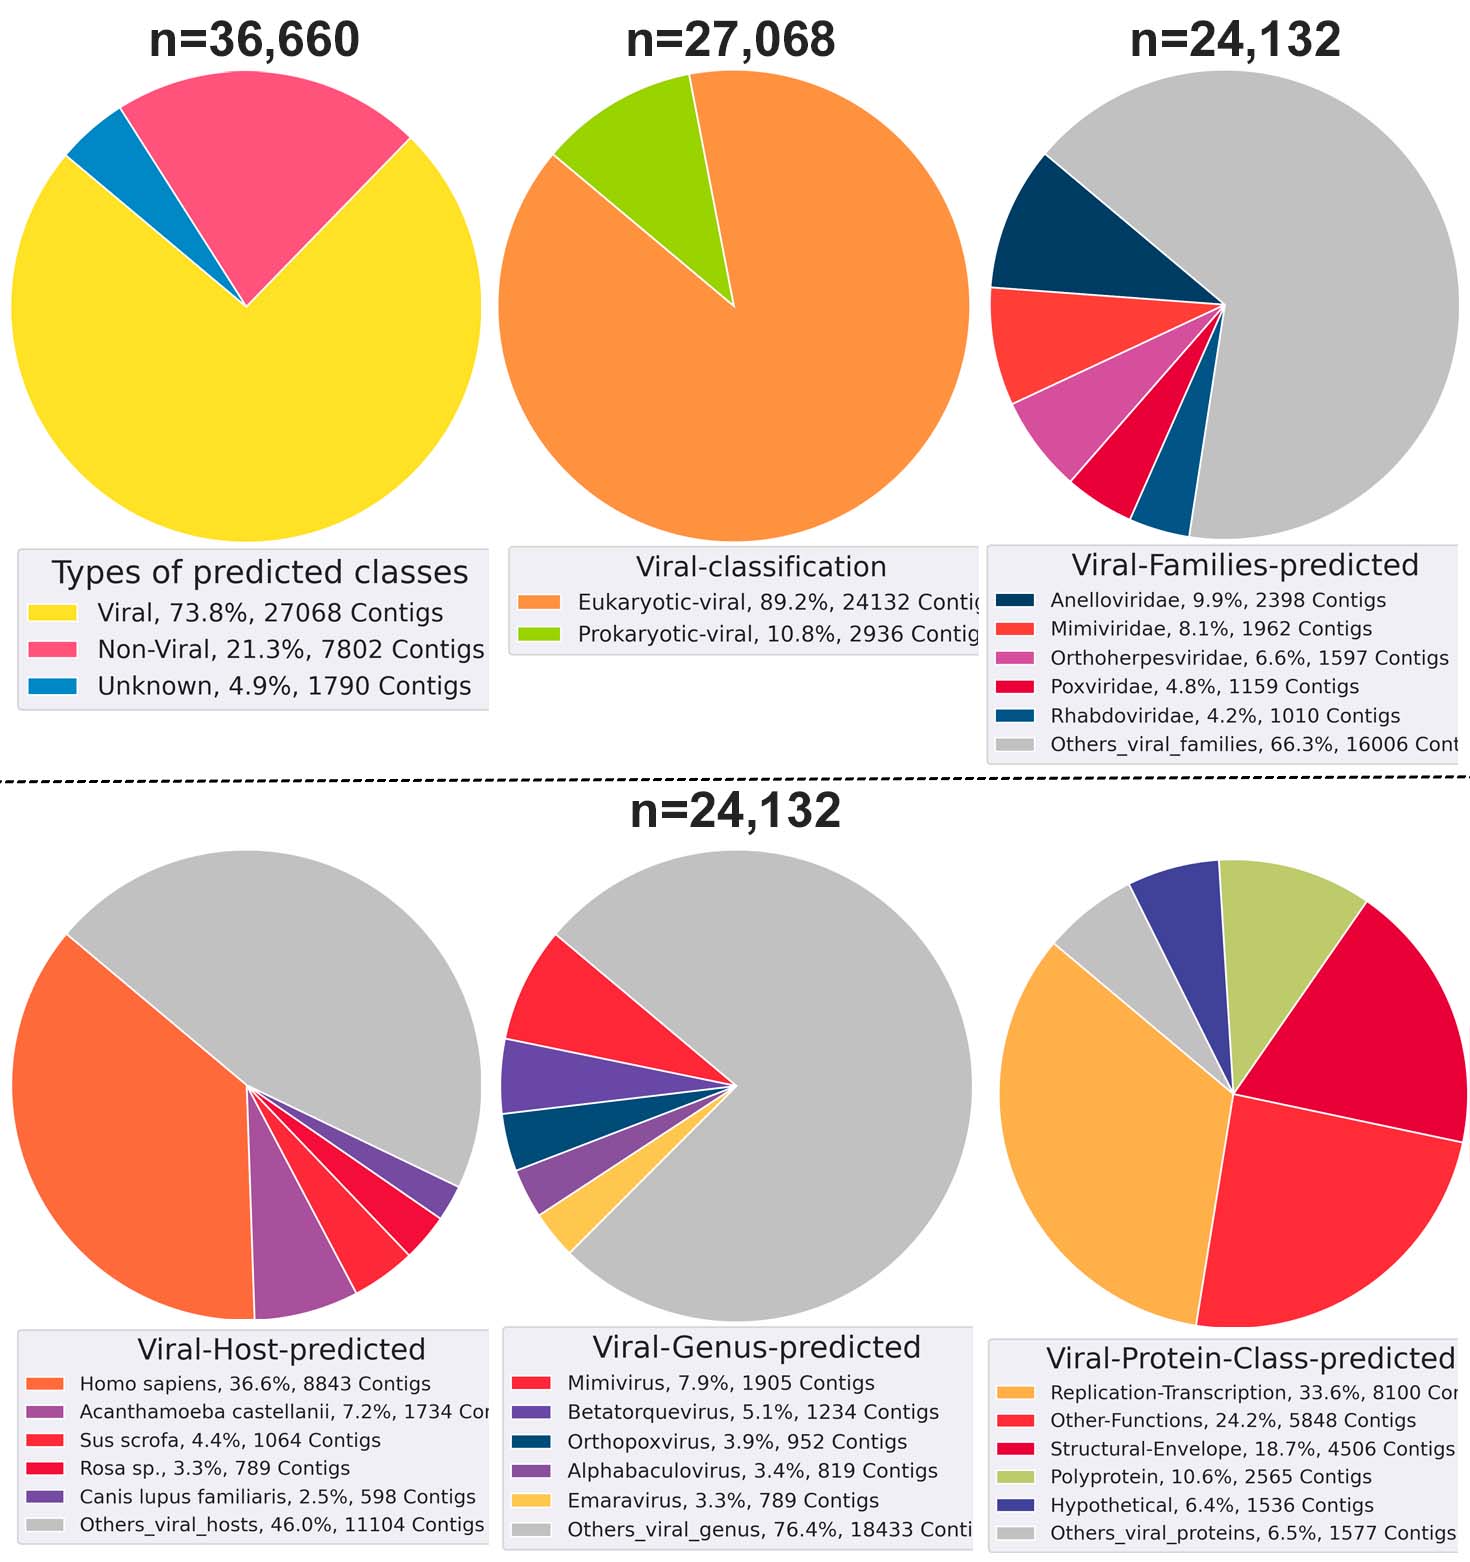 n=36,660
n=27,068
n=24,132
Types of predicted classes
Viral, 73.8%, 27068 Contigs
Non-Viral, 21.3%, 7802 Contigs
Unknown, 4.9%, 1790 Contigs
Viral-classification
Eukaryotic-viral, 89.2%, 24132 Contig
Prokaryotic-viral, 10.8%, 2936 Contig
Viral-Families-predicted
Anelloviridae, 9.9%, 2398 Contigs
Mimiviridae, 8.1%, 1962 Contigs
Orthoherpesviridae, 6.6%, 1597 Contigs
Poxviridae, 4.8%, 1159 Contigs
Rhabdoviridae, 4.2%, 1010 Contigs
Others_viral_families, 66.3%, 16006 Cont
n=24,132
Viral-Host-predicted
Homo sapiens, 36.6%, 8843 Contigs
Acanthamoeba castellanii, 7.2%, 1734 Cor
Sus scrofa, 4.4%, 1064 Contigs
Rosa sp., 3.3%, 789 Contigs
Canis lupus familiaris, 2.5%, 598 Contigs
Others_viral_hosts, 46.0%, 11104 Contigs
Viral-Genus-predicted
Mimivirus, 7.9%, 1905 Contigs
Betatorquevirus, 5.1%, 1234 Contigs
Orthopoxvirus, 3.9%, 952 Contigs
Alphabaculovirus, 3.4%, 819 Contigs
Emaravirus, 3.3%, 789 Contigs
Others_viral_genus, 76.4%, 18433 Conti
Viral-Protein-Class-predicted
Replication-Transcription, 33.6%, 8100 Cor
Other-Functions, 24.2%, 5848 Contigs
Structural-Envelope, 18.7%, 4506 Contigs
Polyprotein, 10.6%, 2565 Contigs
Hypothetical, 6.4%, 1536 Contigs
Others_viral_proteins, 6.5%, 1577 Contigs